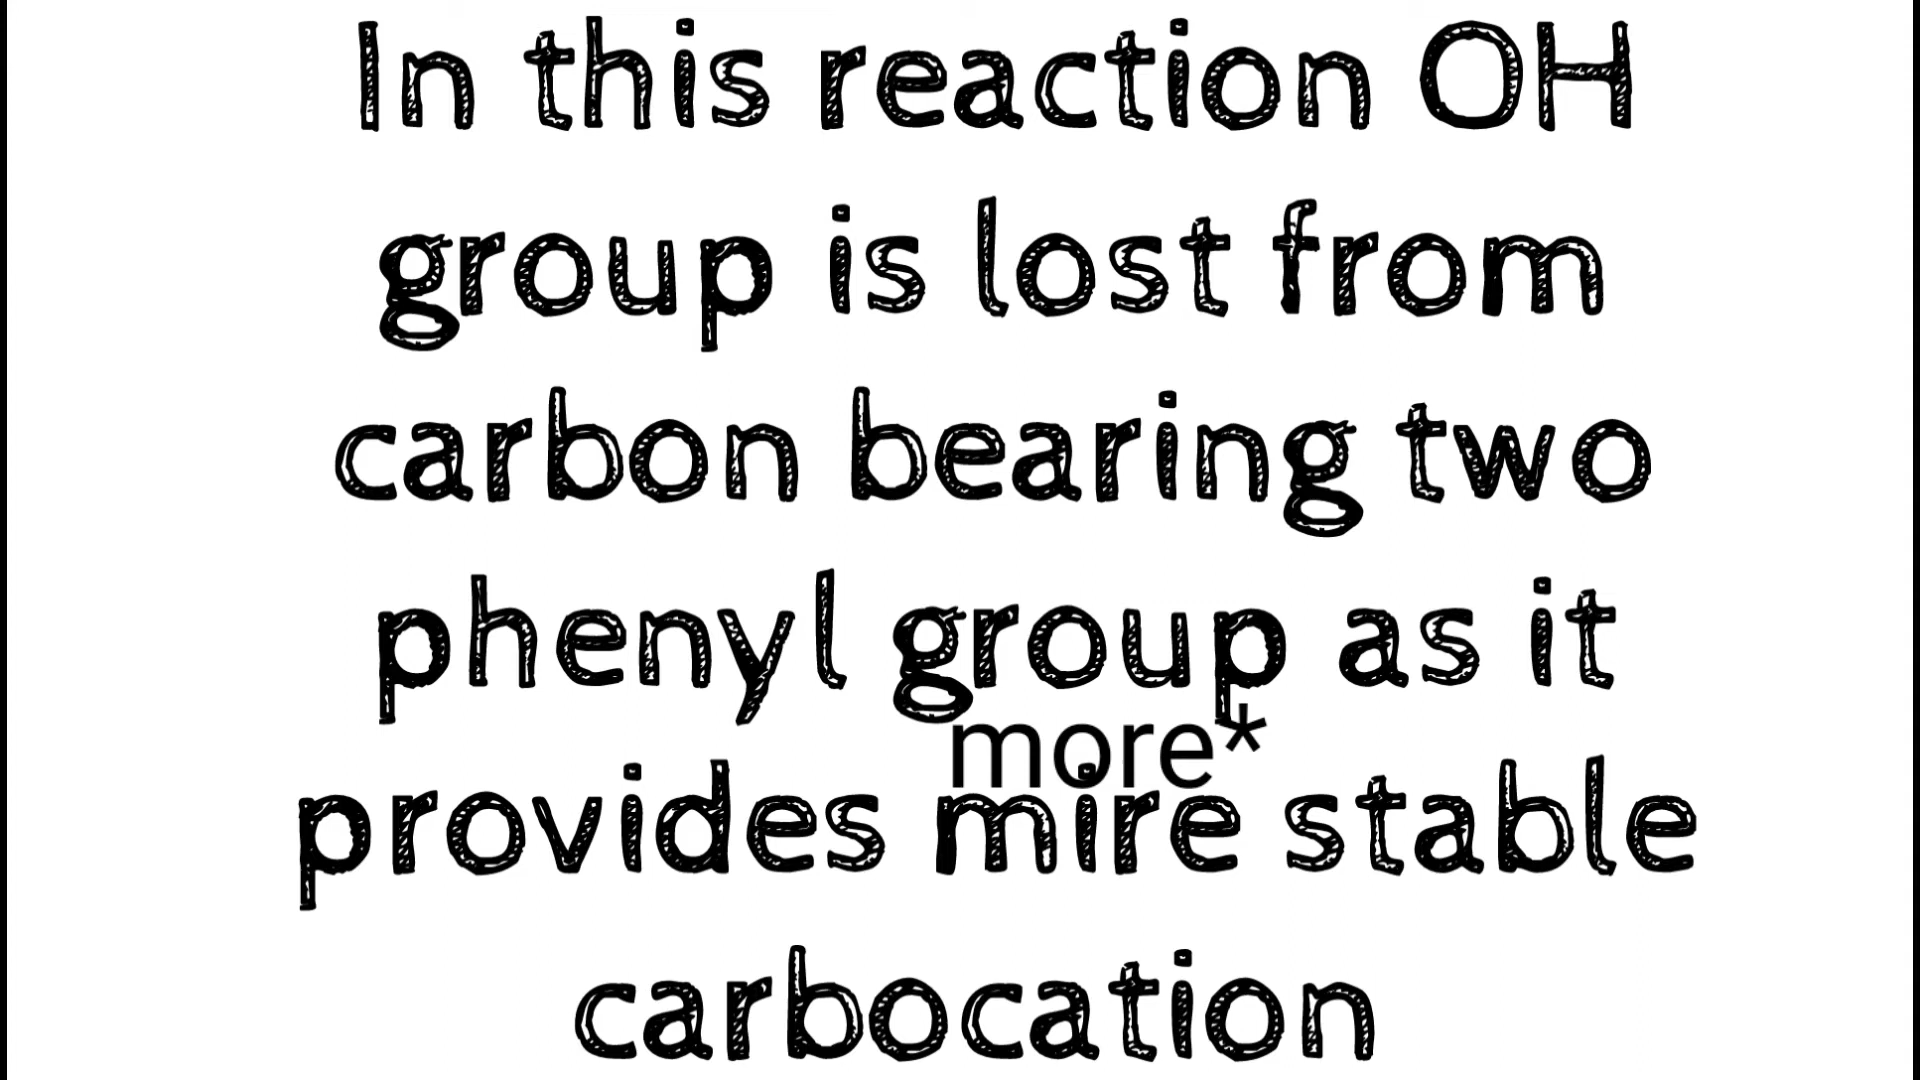 In this reaction OH
group is lost from
carbon bearing two
phenyl group as it
more*
provides mire stable
carbocation